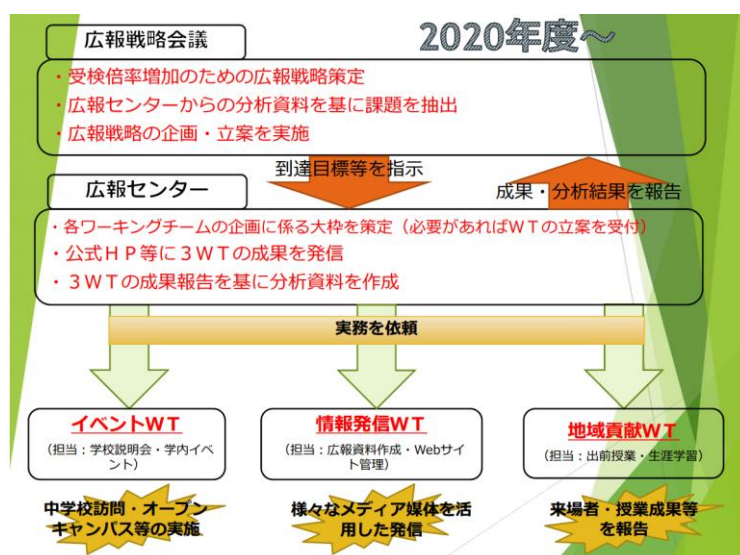 広報戦略会議
2020年度～
・受検倍率増加のための広報戦略策定
・広報センターからの分析資料を基に課題を抽出
・広報戦略の企画・立案を実施
到達目標等を指示
成果・分析結果を報告
広報センター
・各ワーキングチームの企画に係る大枠を策定（必要があればWTの立案を受付）
・公式ＨＰ等に３WTの成果を発信
・３ＷＴの成果報告を基に分析資料を作成
実務を依頼
イベントWT
（担当：学校説明会・学内イベ
ント）
情報発信WT
（担当：広報資料作成・Webサイ
ト管理）
地域貢献WT
（担当：出前授業・生涯学習）
中学校訪問・オープン
キャンパス等の実施
様々なメディア媒体を活
用した発信
来場者・授業成果等
を報告